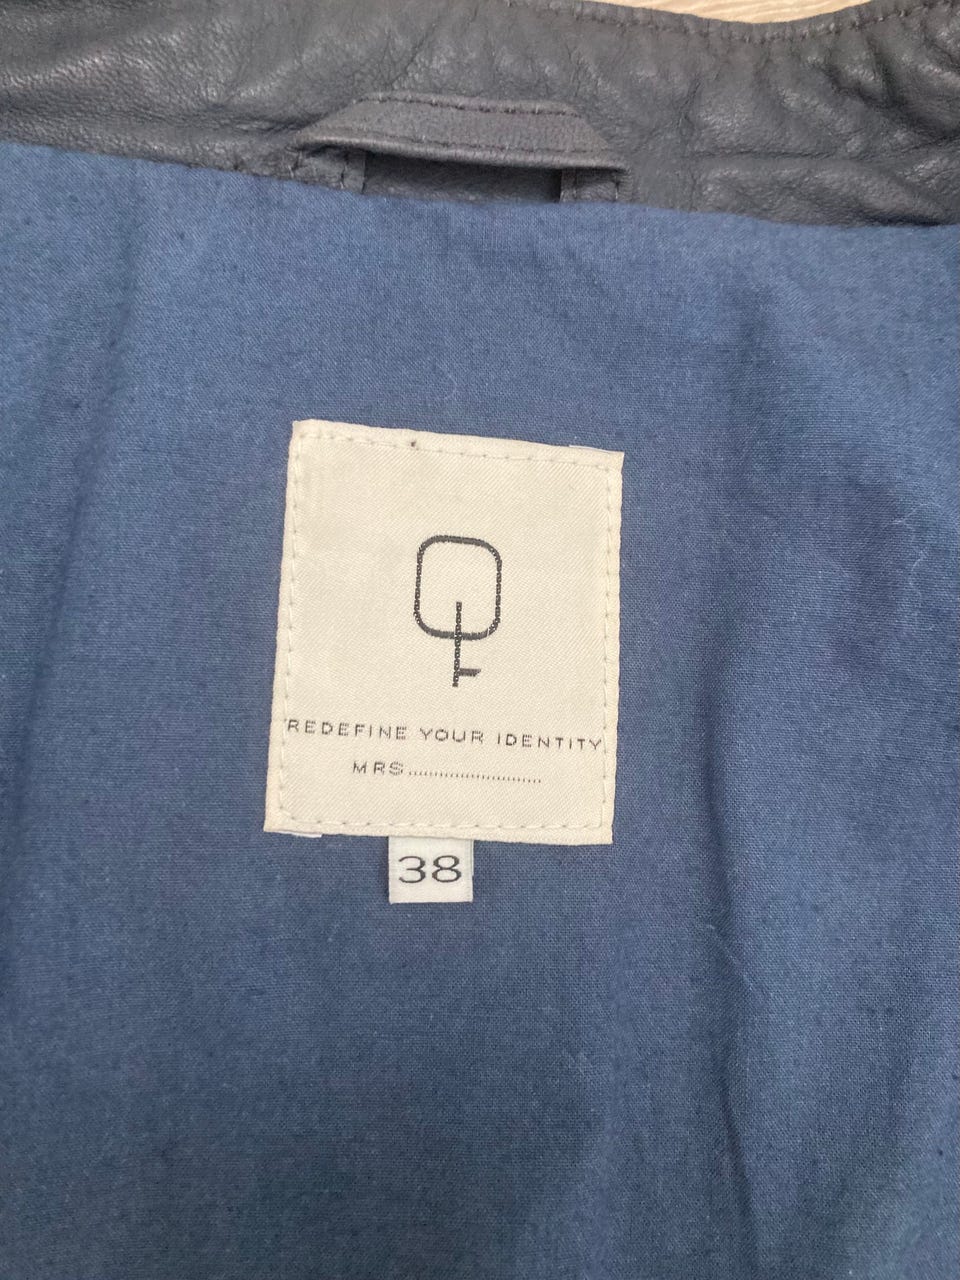 REDEFINE YOUR IDENTITY
MRS..........................
38